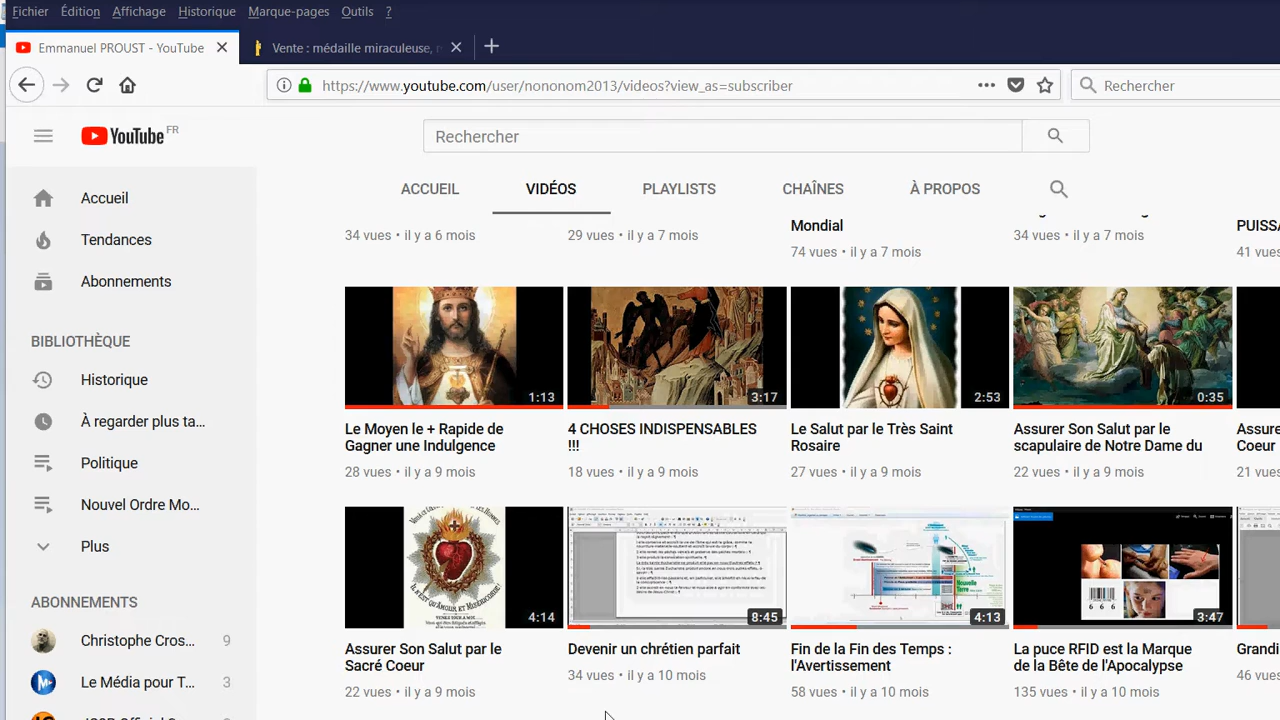 Fichier Édition Affichage Historique Marque-pages Outils ?
Emmanuel PROUST - YouTube
Vente : médaille miraculeuse,
https://www.youtube.com/user/nononom2013/videos?view_as=subscriber
Rechercher
YouTube FR
Rechercher
ACCUEIL VIDÉOS PLAYLISTS CHAÎNES À PROPOS
Accueil
Tendances
Abonnements
BIBLIOTHÈQUE
Historique
À regarder plus ta...
Politique
Nouvel Ordre Mo...
Plus
ABONNEMENTS
Christophe Cros... 9
Le Média pour T... 3
34 vues • il y a 6 mois
29 vues • il y a 7 mois
Mondial
74 vues • il y a 7 mois
34 vues • il y a 7 mois
PUISSA
41 vues
1:13
Le Moyen le + Rapide de
Gagner une Indulgence
28 vues • il y a 9 mois
3:17
4 CHOSES INDISPENSABLES
!!!
18 vues • il y a 9 mois
2:53
Le Salut par le Très Saint
Rosaire
27 vues • il y a 9 mois
0:35
Assurer Son Salut par le
scapulaire de Notre Dame du
22 vues • il y a 9 mois
Assure
Coeur
21 vues
4:14
Assurer Son Salut par le
Sacré Coeur
22 vues • il y a 9 mois
8:45
Devenir un chrétien parfait
34 vues • il y a 10 mois
Nouvelle
Terre
4:13
Fin de la Fin des Temps :
l'Avertissement
58 vues • il y a 10 mois
6 6 6
3:47
La puce RFID est la Marque
de la Bête de l'Apocalypse
135 vues • il y a 10 mois
Grandi
46 vues